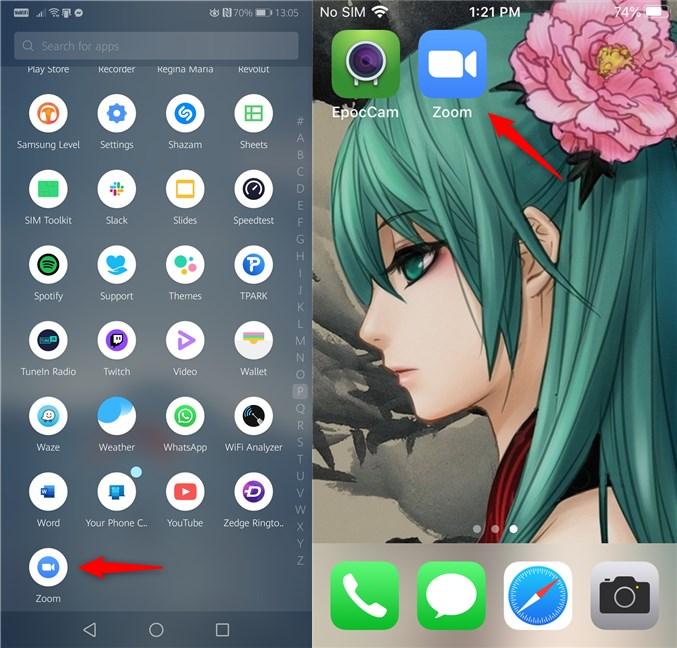 70% 13:05
Search for apps
Play Store Recorder Regina Maria Revolut
Samsung Level Settings Shazam Sheets
SIM Toolkit Slack Slides Speedtest
Spotify Support Themes TPARK
TuneIn Radio Twitch Video Wallet
Waze Weather WhatsApp WiFi Analyzer
Word Your Phone C.. YouTube Zedge Ringto..
Zoom
#
A
B
C
D
E
F
G
H
I
J
K
L
M
N
O
P
Q
R
S
T
U
V
W
X
Y
Z
No SIM 1:21 PM 74%
EpocCam Zoom